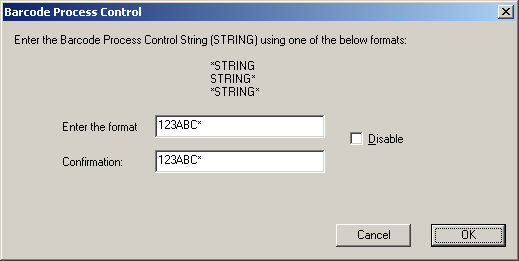 Barcode Process Control
Enter the Barcode Process Control String (STRING) using one of the below formats:
*STRING
STRING*
*STRING*
Enter the format 123ABC*
Disable
Confirmation: 123ABC*
Cancel OK